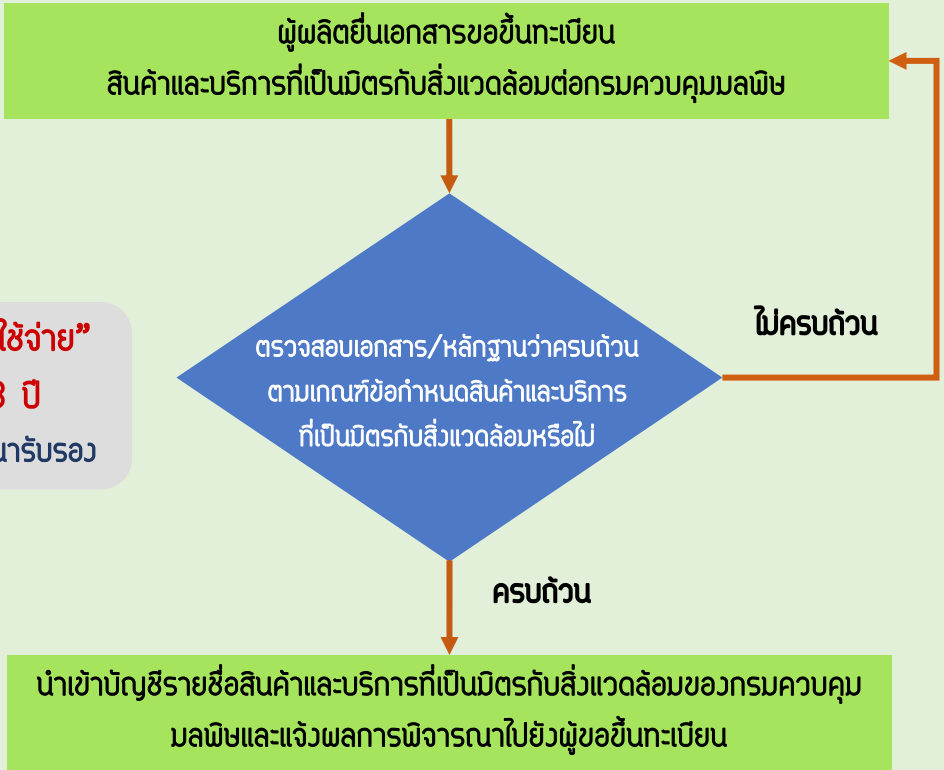 ผู้ผลิตยื่นเอกสารขอขึ้นทะเบียน
สินค้าและบริการที่เป็นมิตรกับสิ่งแวดล้อมต่อกรมควบคุมมลพิษ
ไม่ครบถ้วน
ใช้จ่าย”
3 ปี
รับรอง
ตรวจสอบเอกสาร/หลักฐานว่าครบถ้วน
ตามเกณฑ์ข้อกำหนดสินค้าและบริการ
ที่เป็นมิตรกับสิ่งแวดล้อมหรือไม่
ครบถ้วน
นำเข้าบัญชีรายชื่อสินค้าและบริการที่เป็นมิตรกับสิ่งแวดล้อมของกรมควบคุม
มลพิษและแจ้งผลการพิจารณาไปยังผู้ขอขึ้นทะเบียน